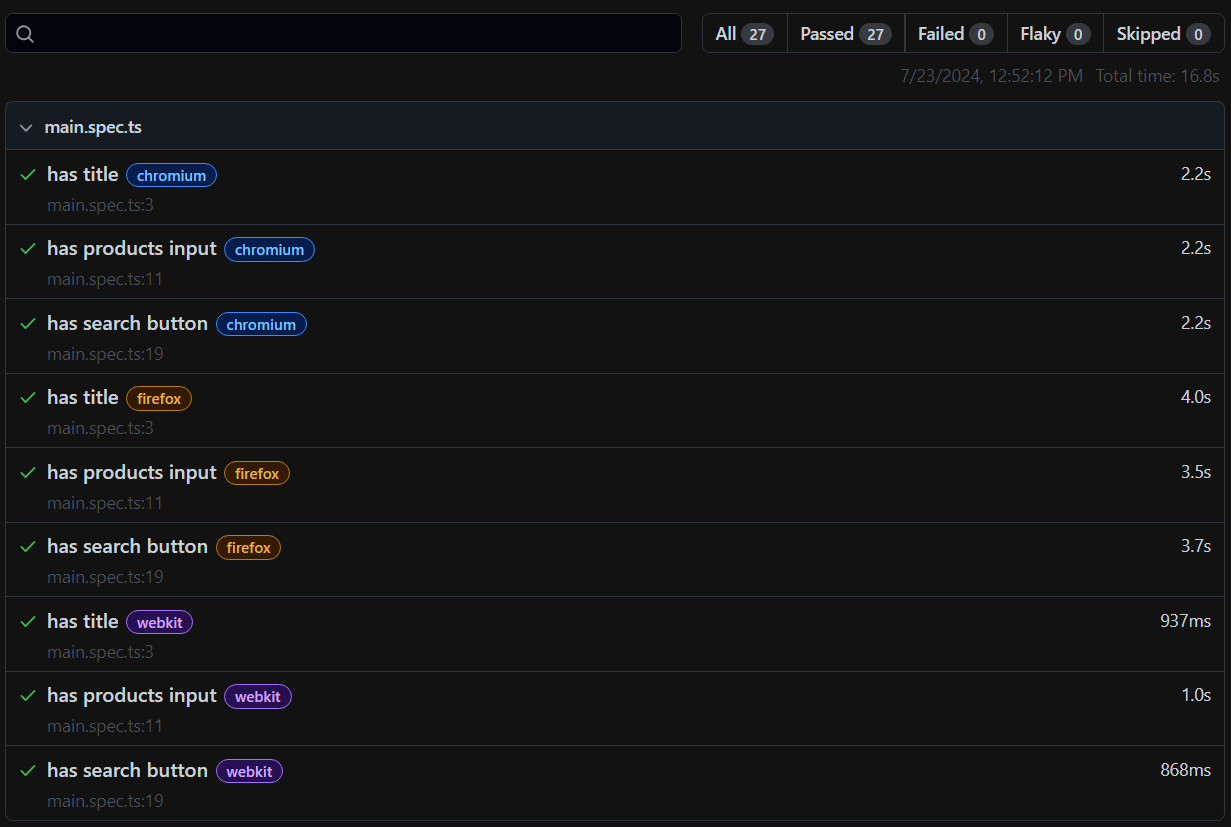 All 27 Passed 27 Failed 0 Flaky 0 Skipped 0
7/23/2024, 12:52:12 PM Total time: 16.8s
main.spec.ts
has title chromium 2.2s
main.spec.ts:3
has products input chromium 2.2s
main.spec.ts:11
has search button chromium 2.2s
main.spec.ts:19
has title firefox 4.0s
main.spec.ts:3
has products input firefox 3.5s
main.spec.ts:11
has search button firefox 3.7s
main.spec.ts:19
has title webkit 937ms
main.spec.ts:3
has products input webkit 1.0s
main.spec.ts:11
has search button webkit 868ms
main.spec.ts:19